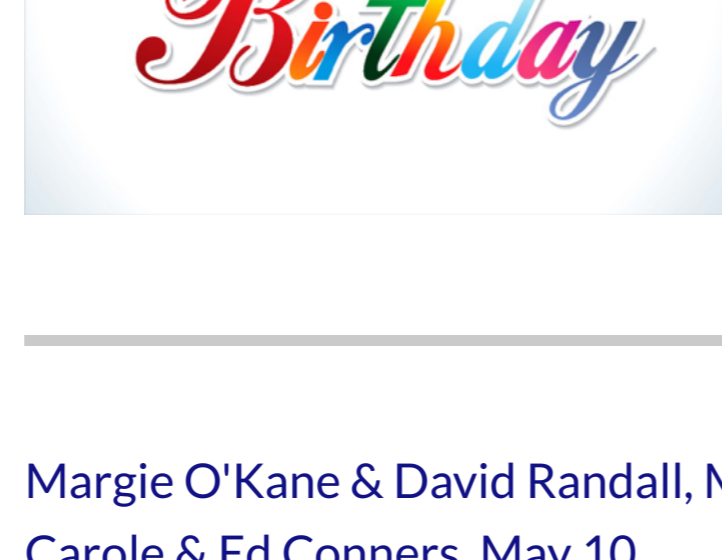 Birthday
Margie O'Kane & David Randall,
Carole & Ed Conners, May 10